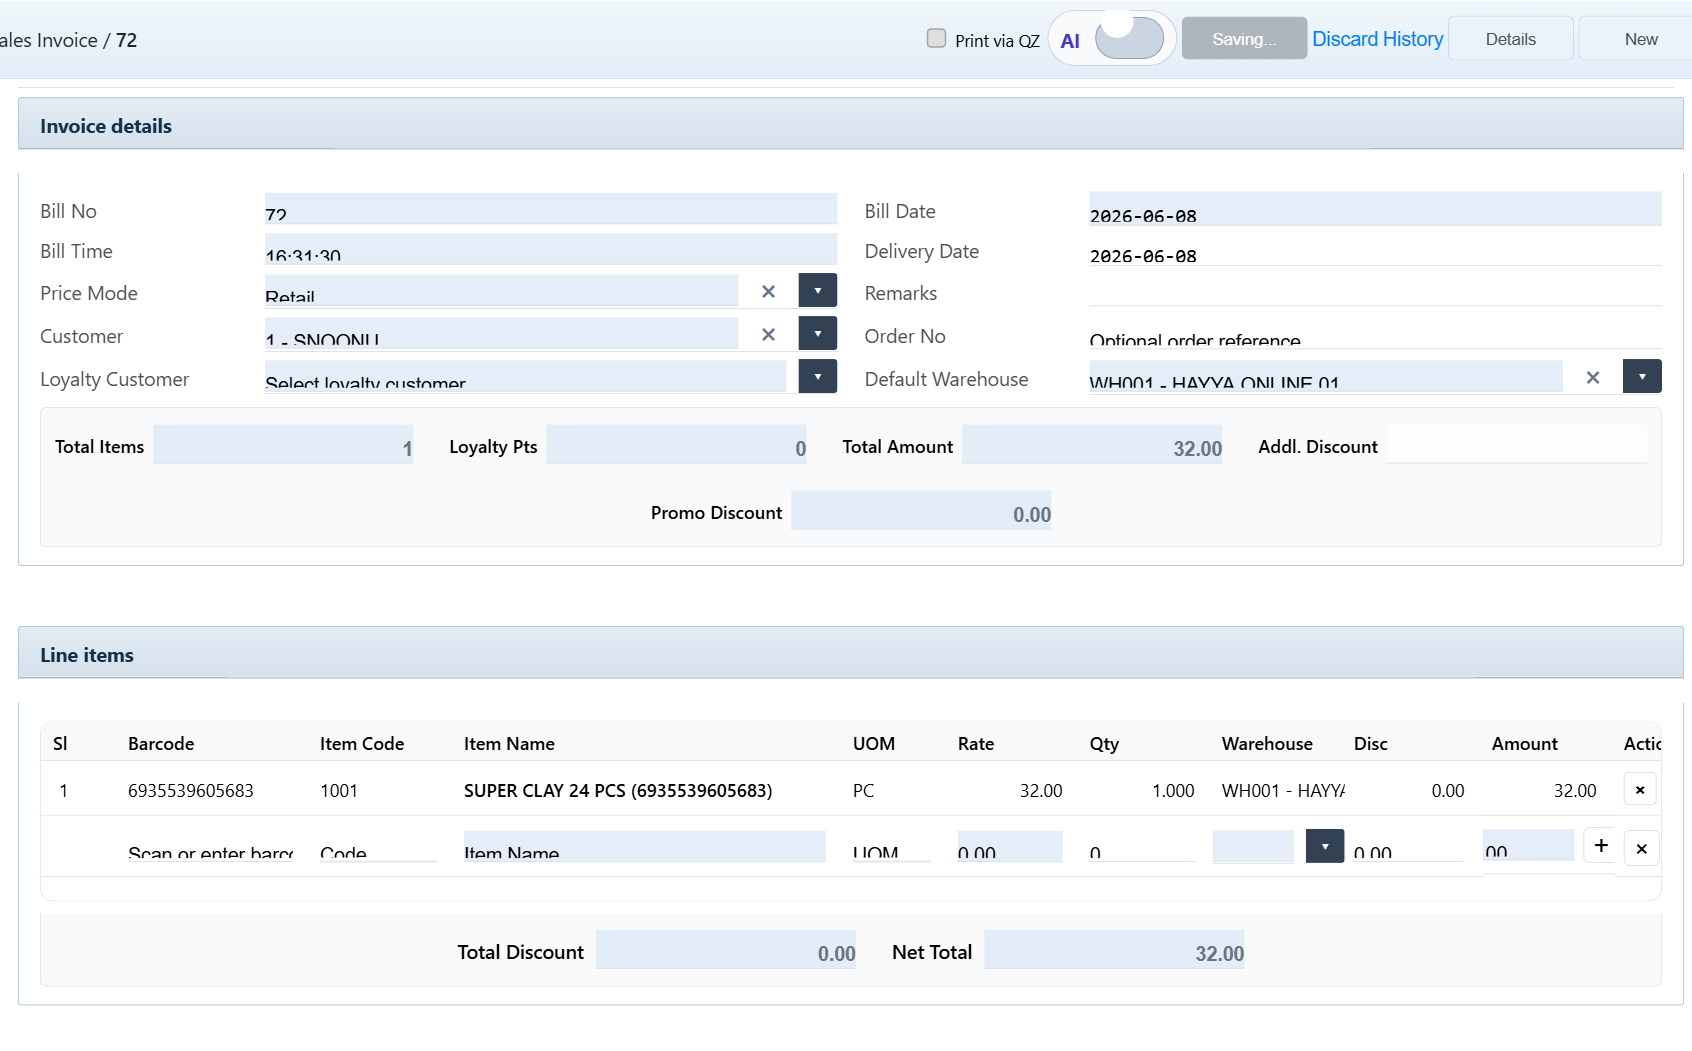 ales Invoice / 72
Print via QZ AI Saving... Discard History Details New
Invoice details
Bill No 72 Bill Date 2026-06-08
Bill Time 16:31:30 Delivery Date 2026-06-08
Price Mode Retail Remarks
Customer 1 - SNOONU Order No Optional order reference
Loyalty Customer Select loyalty customer Default Warehouse WH001 - HAYYA ONLINE 01
Total Items 1 Loyalty Pts 0 Total Amount 32.00 Addl. Discount
Promo Discount 0.00
Line items
Sl Barcode Item Code Item Name UOM Rate Qty Warehouse Disc Amount Actio
1 6935539605683 1001 SUPER CLAY 24 PCS (6935539605683) PC 32.00 1.000 WH001 - HAYYA 0.00 32.00
Scan or enter barco Code Item Name UOM 0.00 0 0.00 00
Total Discount 0.00 Net Total 32.00